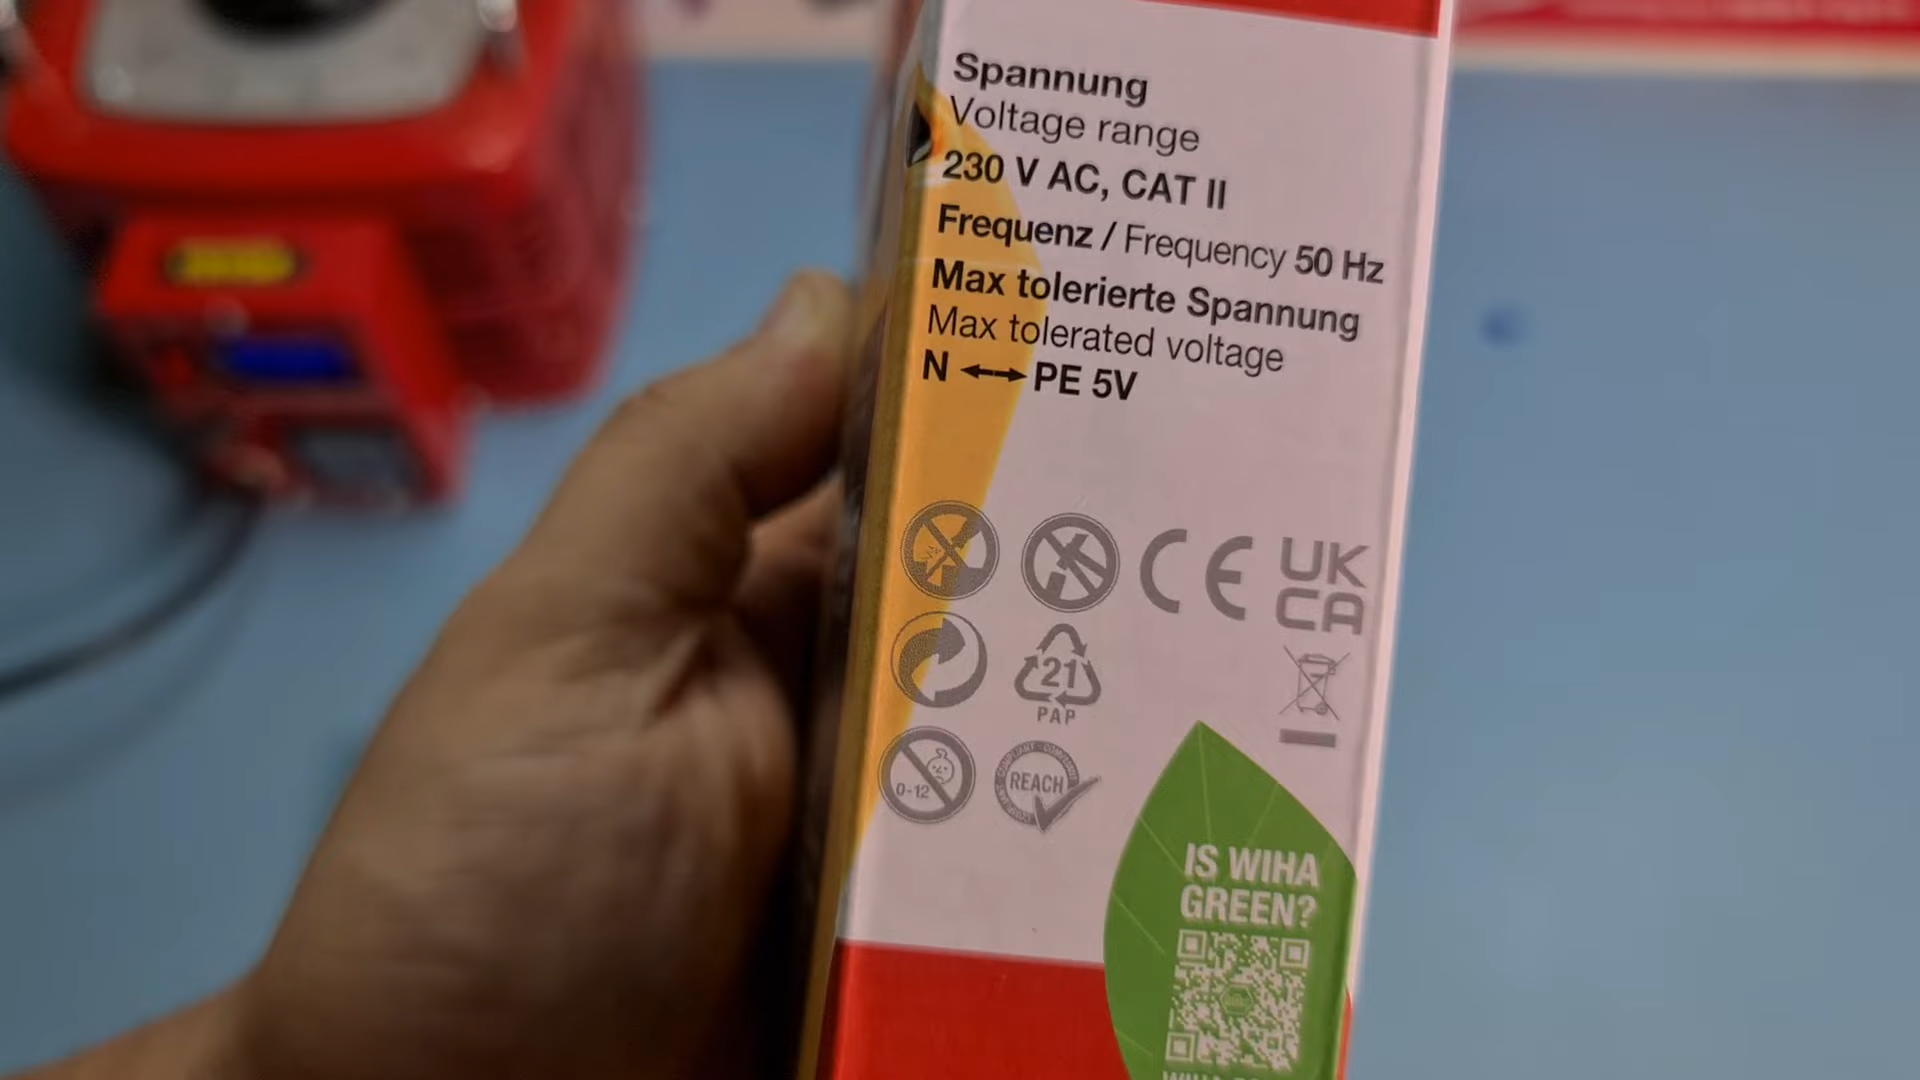 Spannung
Voltage range
230 V AC, CAT II
Frequenz / Frequency 50 Hz
Max tolerierte Spannung
Max tolerated voltage
N ↔ PE 5V
CE
UK
CA
21
PAP
0-12
REACH
IS WIHA
GREEN?